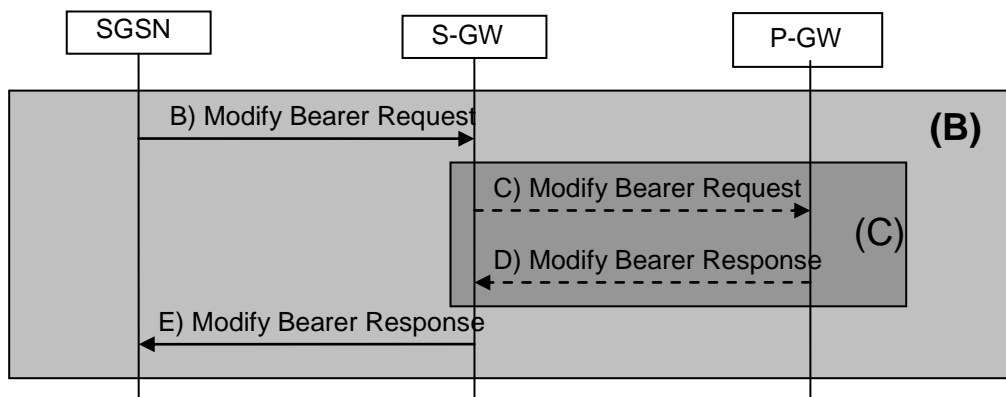 SGSN
S-GW
P-GW
B) Modify Bearer Request
(B)
C) Modify Bearer Request
(C)
D) Modify Bearer Response
E) Modify Bearer Response